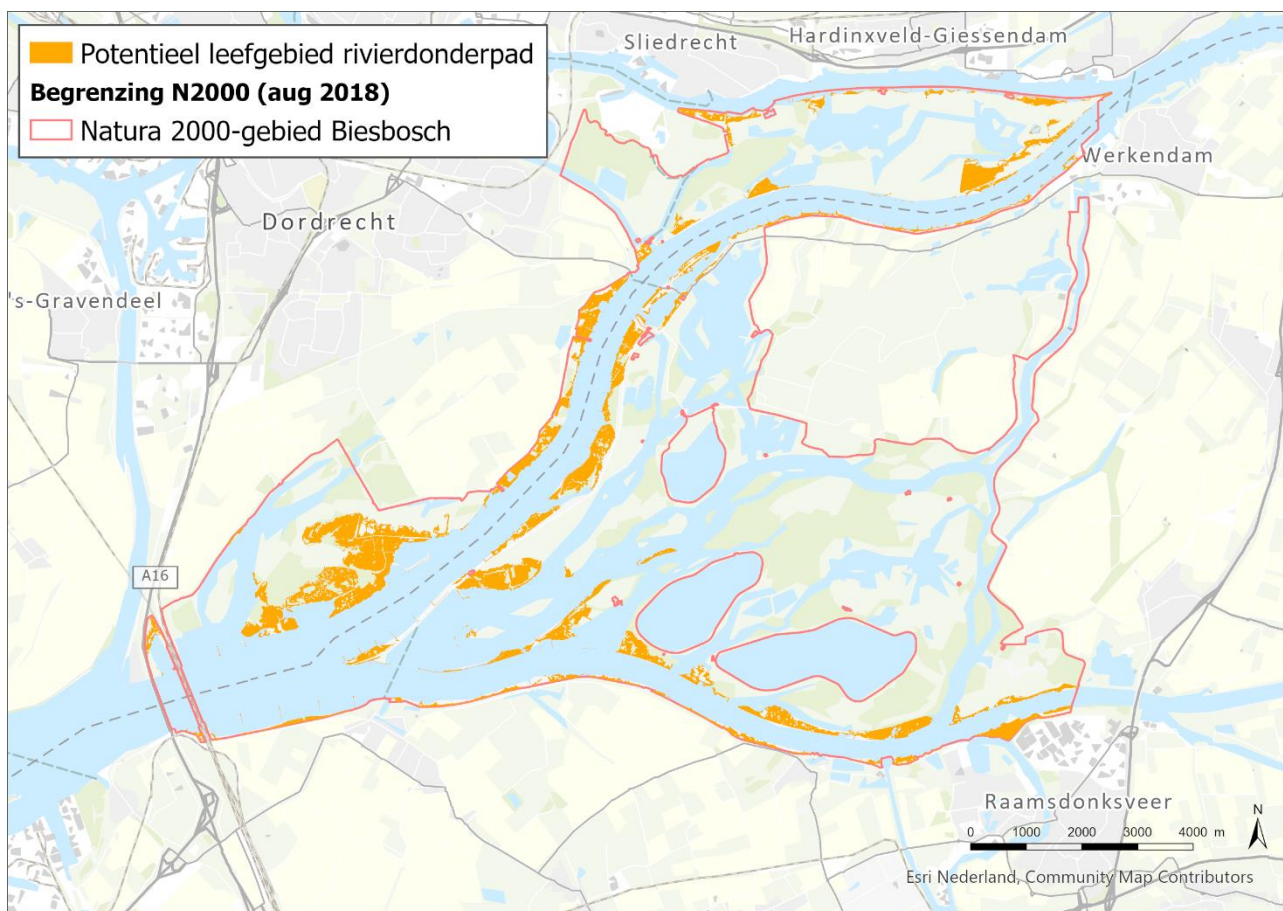 Potentieel leefgebied rivierdonderpad
Begrenzing N2000 (aug 2018)
Natura 2000-gebied Biesbosch
Sliedrecht
Hardinxveld-Giessendam
Werkendam
Dordrecht
's-Gravendeel
A16
Raamsdonksveer
N
0 1000 2000 3000 4000 m
Esri Nederland, Community Map Contributors